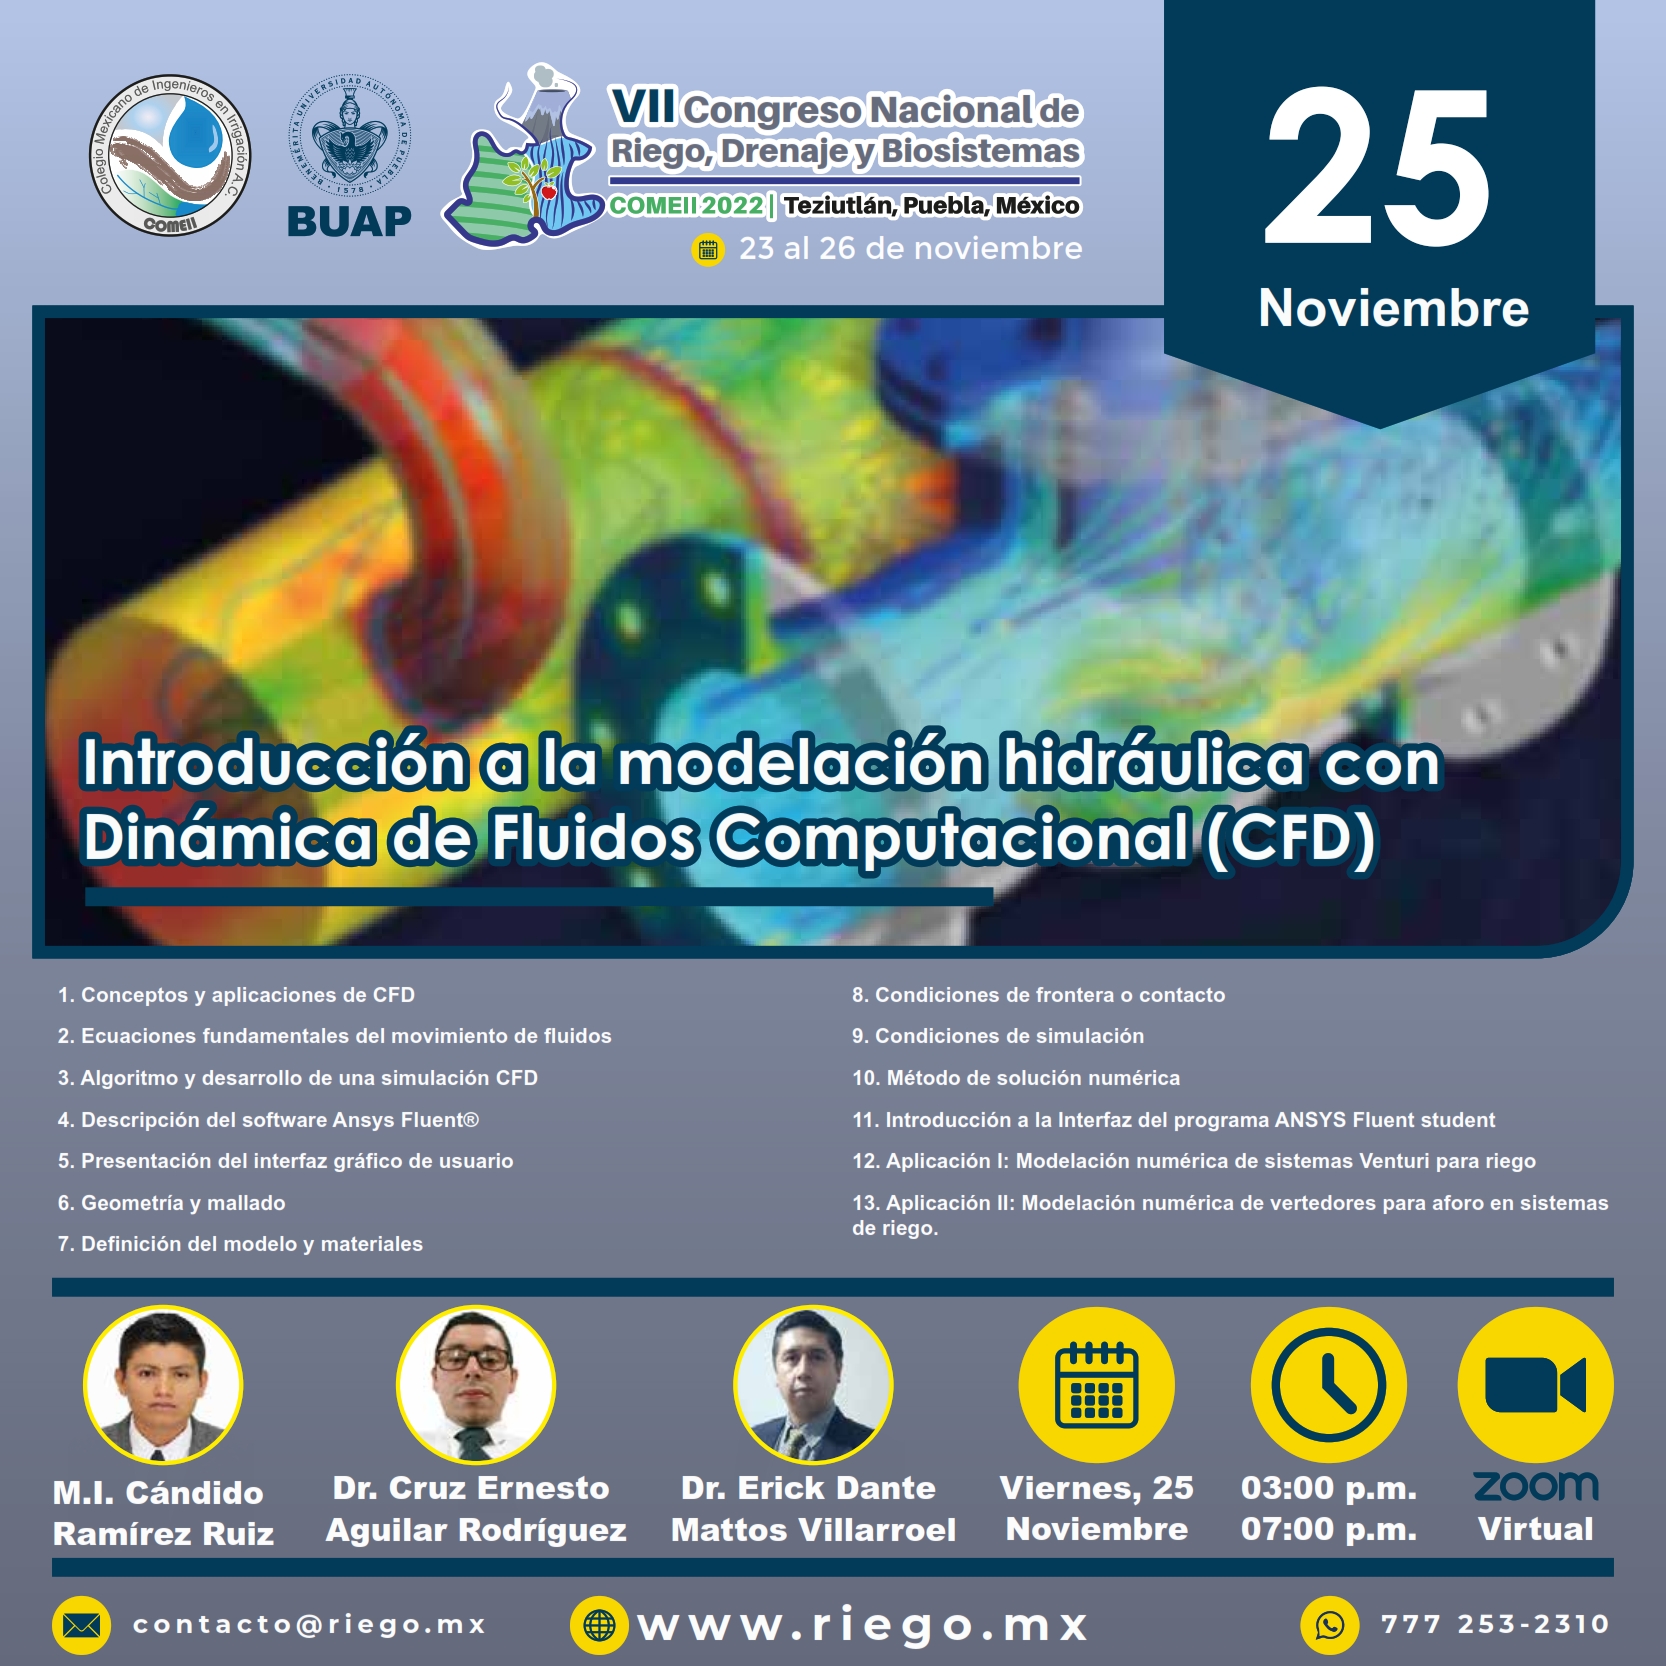 Colegio Mexicano de Ingenieros en Irrigación A.C.
COMEII
BENEMÉRITA UNIVERSIDAD AUTÓNOMA DE PUEBLA
1578
BUAP
VII Congreso Nacional de
Riego, Drenaje y Biosistemas
COMEII 2022 | Teziutlán, Puebla, México
23 al 26 de noviembre
25
Noviembre
Introducción a la modelación hidráulica con
Dinámica de Fluidos Computacional (CFD)
1. Conceptos y aplicaciones de CFD
2. Ecuaciones fundamentales del movimiento de fluidos
3. Algoritmo y desarrollo de una simulación CFD
4. Descripción del software Ansys Fluent®
5. Presentación del interfaz gráfico de usuario
6. Geometría y mallado
7. Definición del modelo y materiales
8. Condiciones de frontera o contacto
9. Condiciones de simulación
10. Método de solución numérica
11. Introducción a la Interfaz del programa ANSYS Fluent student
12. Aplicación I: Modelación numérica de sistemas Venturi para riego
13. Aplicación II: Modelación numérica de vertedores para aforo en sistemas
de riego.
M.I. Cándido
Ramírez Ruiz
Dr. Cruz Ernesto
Aguilar Rodríguez
Dr. Erick Dante
Mattos Villarroel
Viernes, 25
Noviembre
03:00 p.m.
07:00 p.m.
zoom
Virtual
contacto@riego.mx
www.riego.mx
777 253-2310